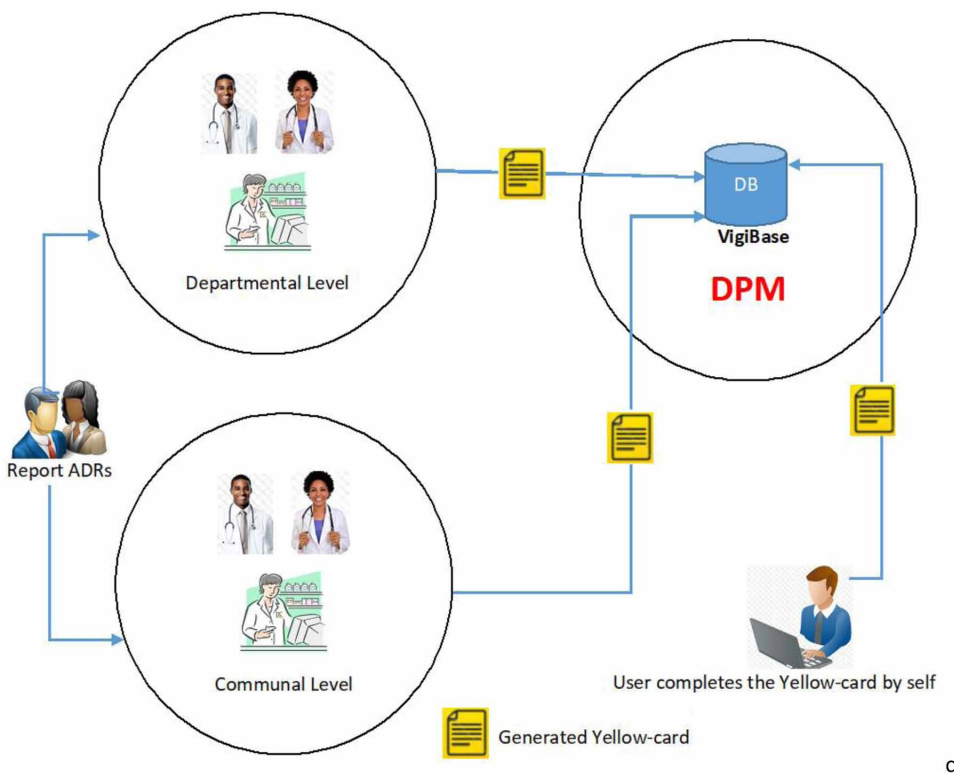 Departmental Level
DB
VigiBase
DPM
Report ADRs
Communal Level
User completes the Yellow-card by self
Generated Yellow-card
c